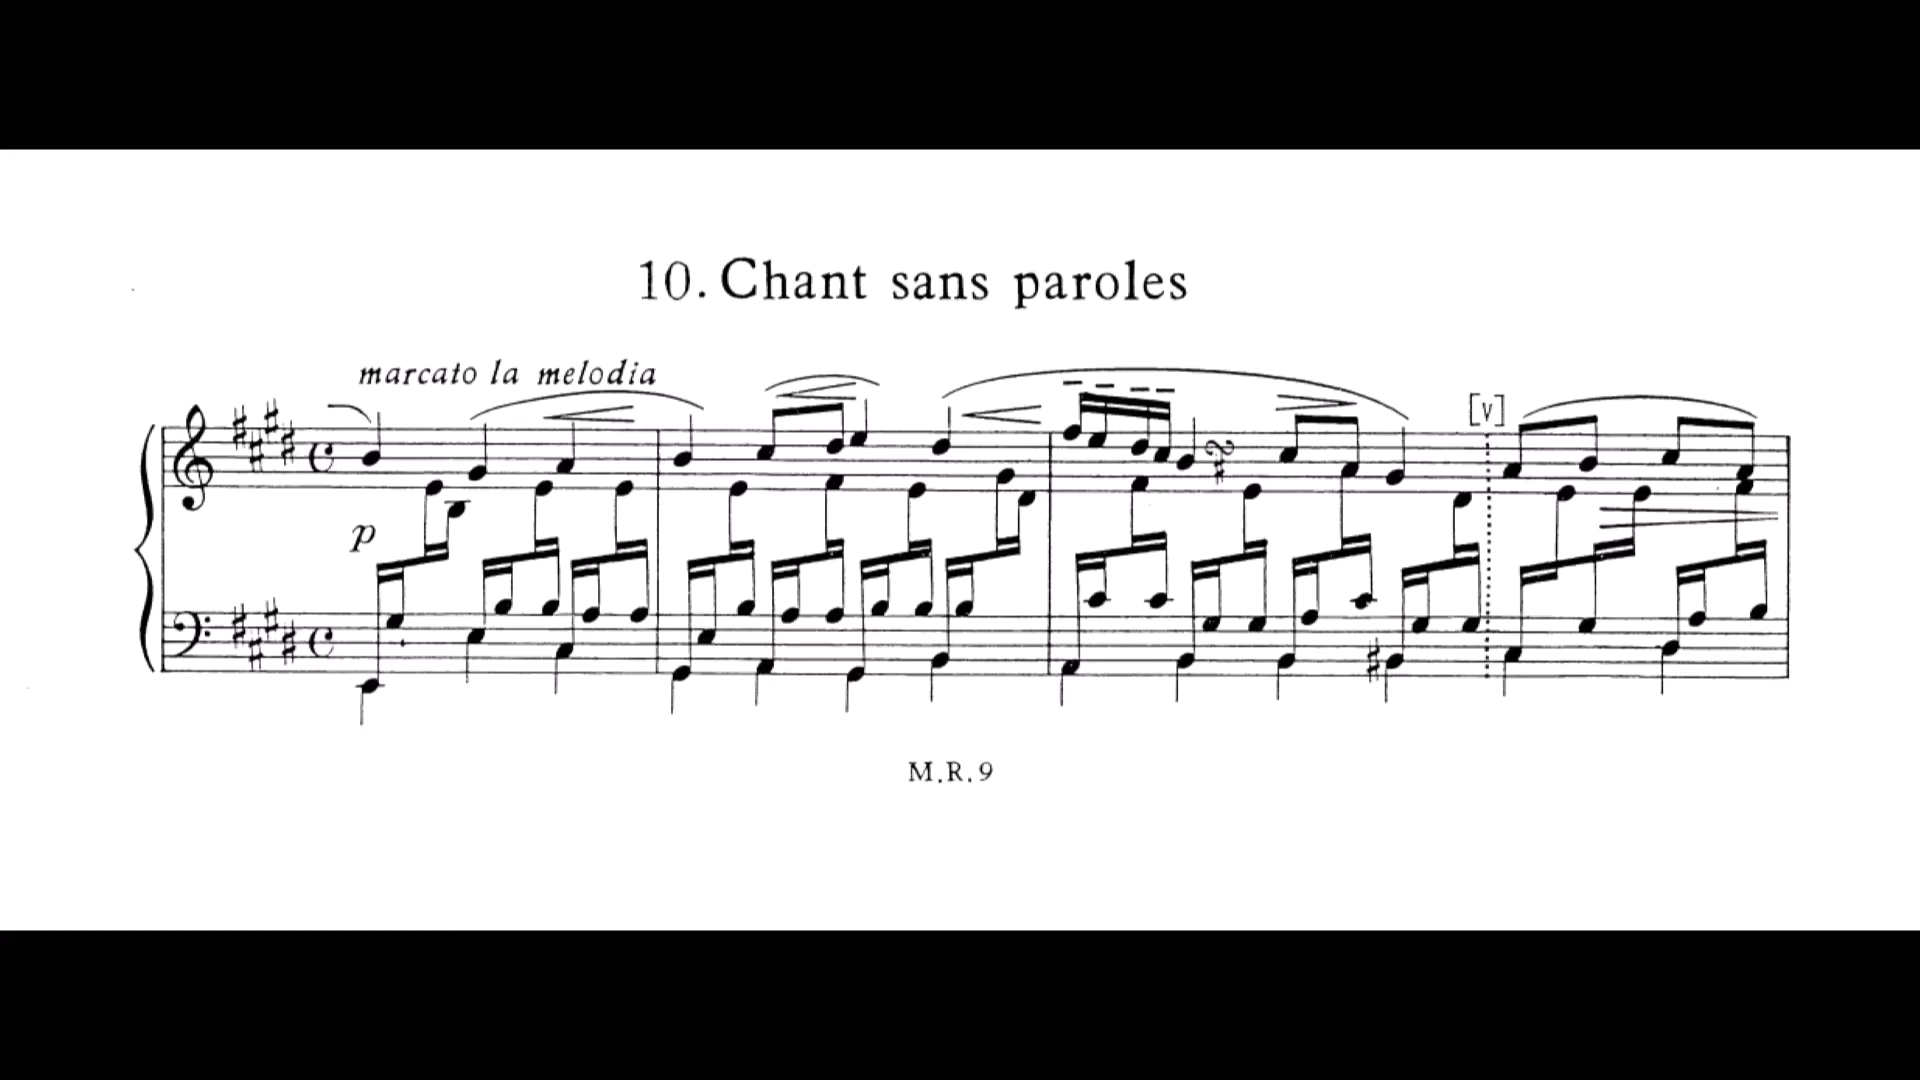 10. Chant sans paroles
marcato la melodia
[V]
p
M.R.9